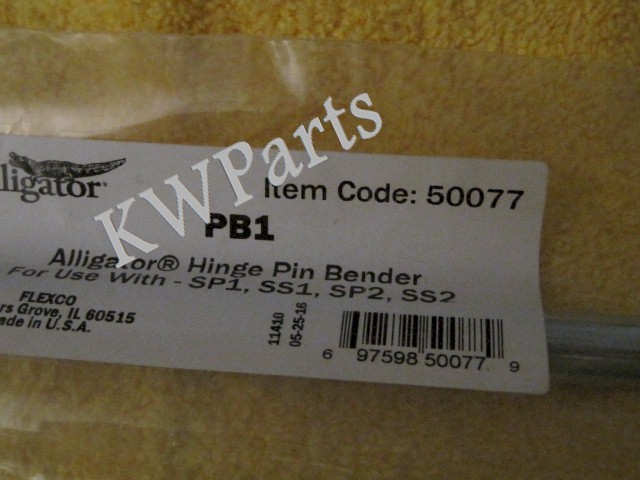 lligator
Item Code: 50077
KWParts
PB1
Alligator® Hinge Pin Bender
For Use With - SP1, SS1, SP2, SS2
FLEXCO
rs Grove, IL 60515
ade in U.S.A.
11410
05-25-16
6 97598 50077 9